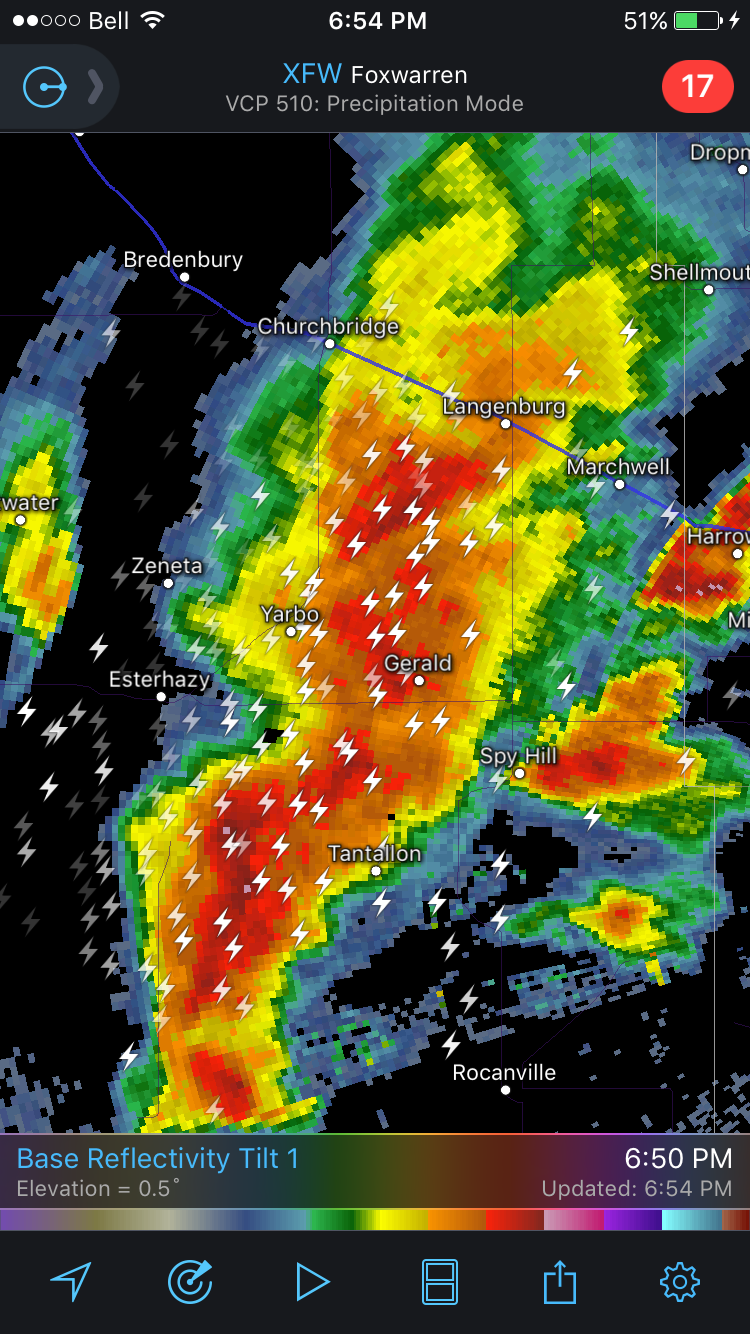 Bell 6:54 PM 51%
XFW Foxwarren
VCP 510: Precipitation Mode
17
Dropm
Bredenbury
Shellmout
Churchbridge
Langenburg
Marchwell
water
Harrow
Zeneta
Yarbo
Mi
Gerald
Esterhazy
Spy Hill
Tantallon
Rocanville
Base Reflectivity Tilt 1 6:50 PM
Elevation = 0.5° Updated: 6:54 PM